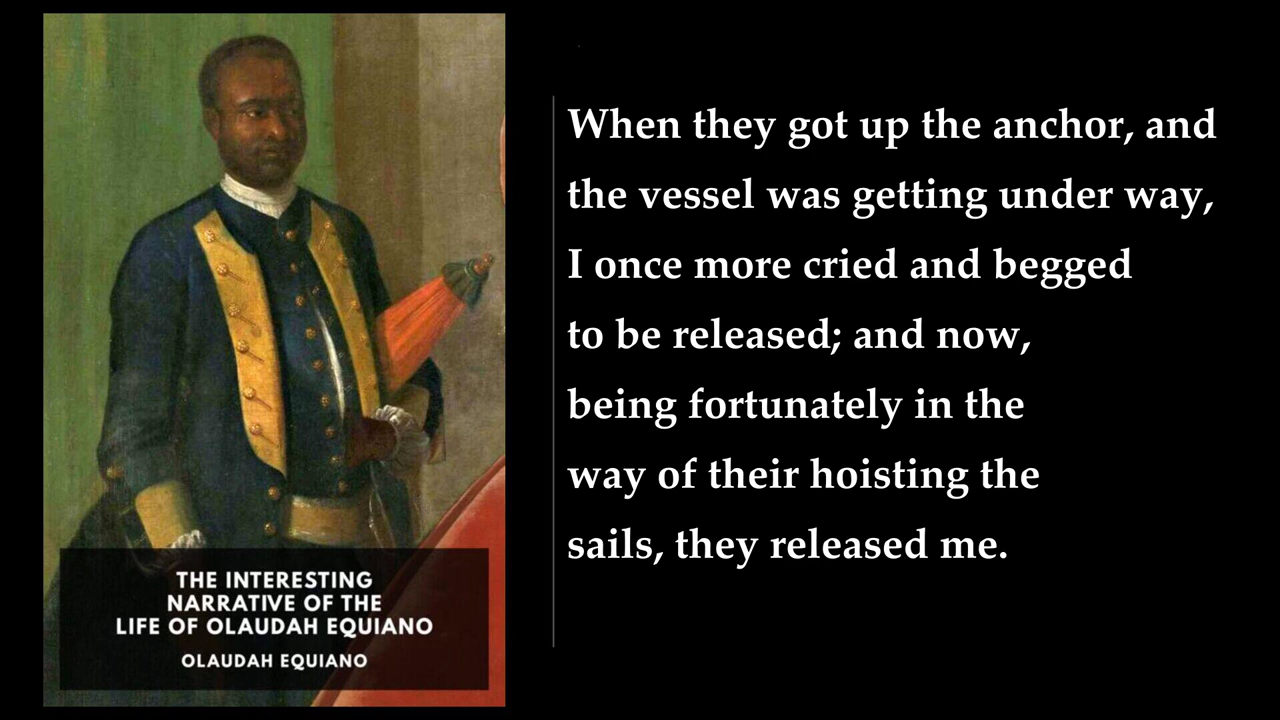 THE INTERESTING
NARRATIVE OF THE
LIFE OF OLAUDAH EQUIANO
OLAUDAH EQUIANO
When they got up the anchor, and
the vessel was getting under way,
I once more cried and begged
to be released; and now,
being fortunately in the
way of their hoisting the
sails, they released me.